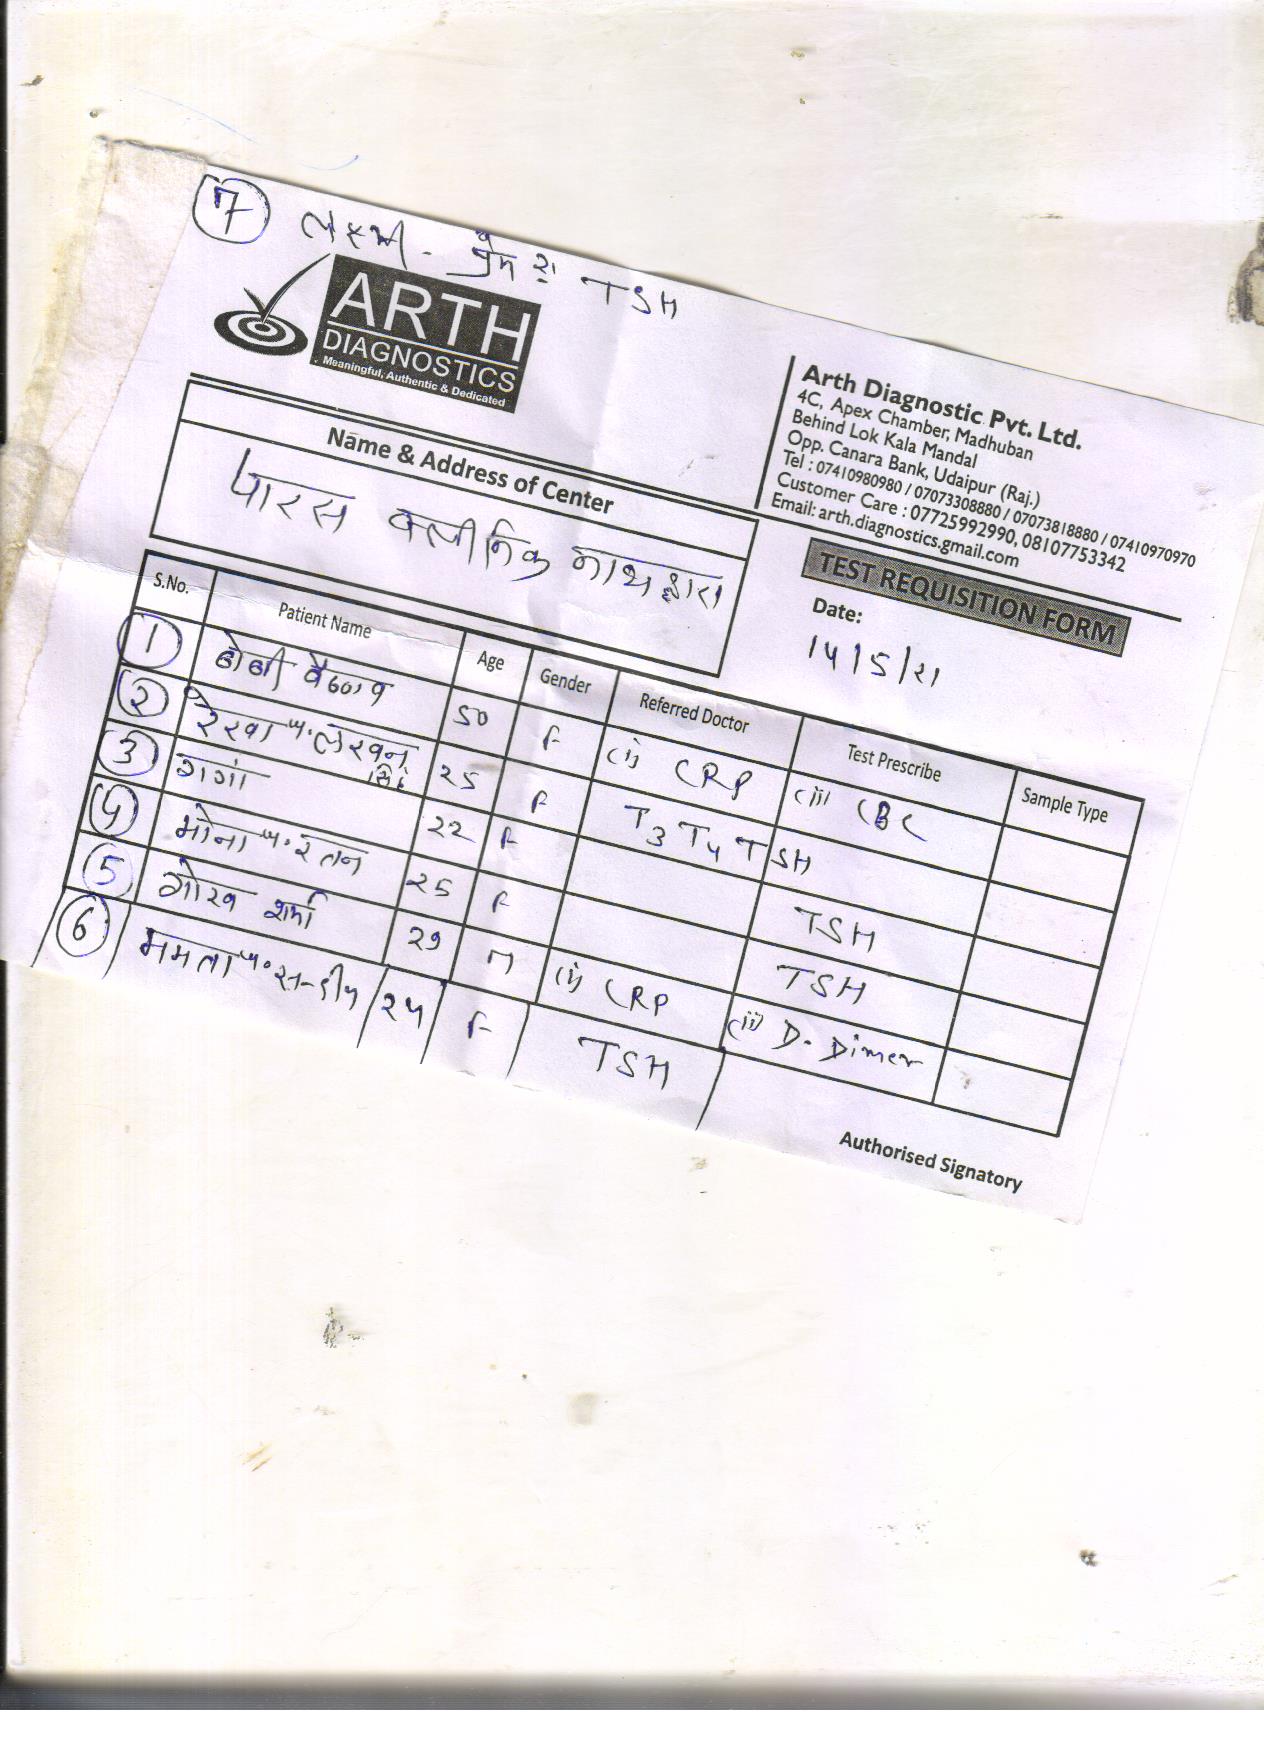 7 लक्ष्मी - प्रेम शं TSH
ARTH
DIAGNOSTICS
Meaningful, Authentic & Dedicated
Arth Diagnostic Pvt. Ltd.
4C, Apex Chamber, Madhuban
Behind Lok Kala Mandal
Opp. Canara Bank, Udaipur (Raj.)
Tel : 07410980980 / 07073308880 / 07073818880 / 07410970970
Customer Care : 07725992990, 08107753342
Email: arth.diagnostics.gmail.com
Name & Address of Center
पारस क्लीनिक नाथद्वारा
TEST REQUISITION FORM
Date:
14/5/21
S.No. Patient Name Age Gender Referred Doctor Test Prescribe Sample Type
1 वैष्णव 50 F (i) CRP (ii) CBC
2 रेखा 25 F T3 T4 TSH
3 गंगा 22 F TSH
4 मोना रतन 25 F TSH
5 शर्मा 29 M (i) CRP (ii) D. Dimer
6 ममता 24 F TSH
Authorised Signatory